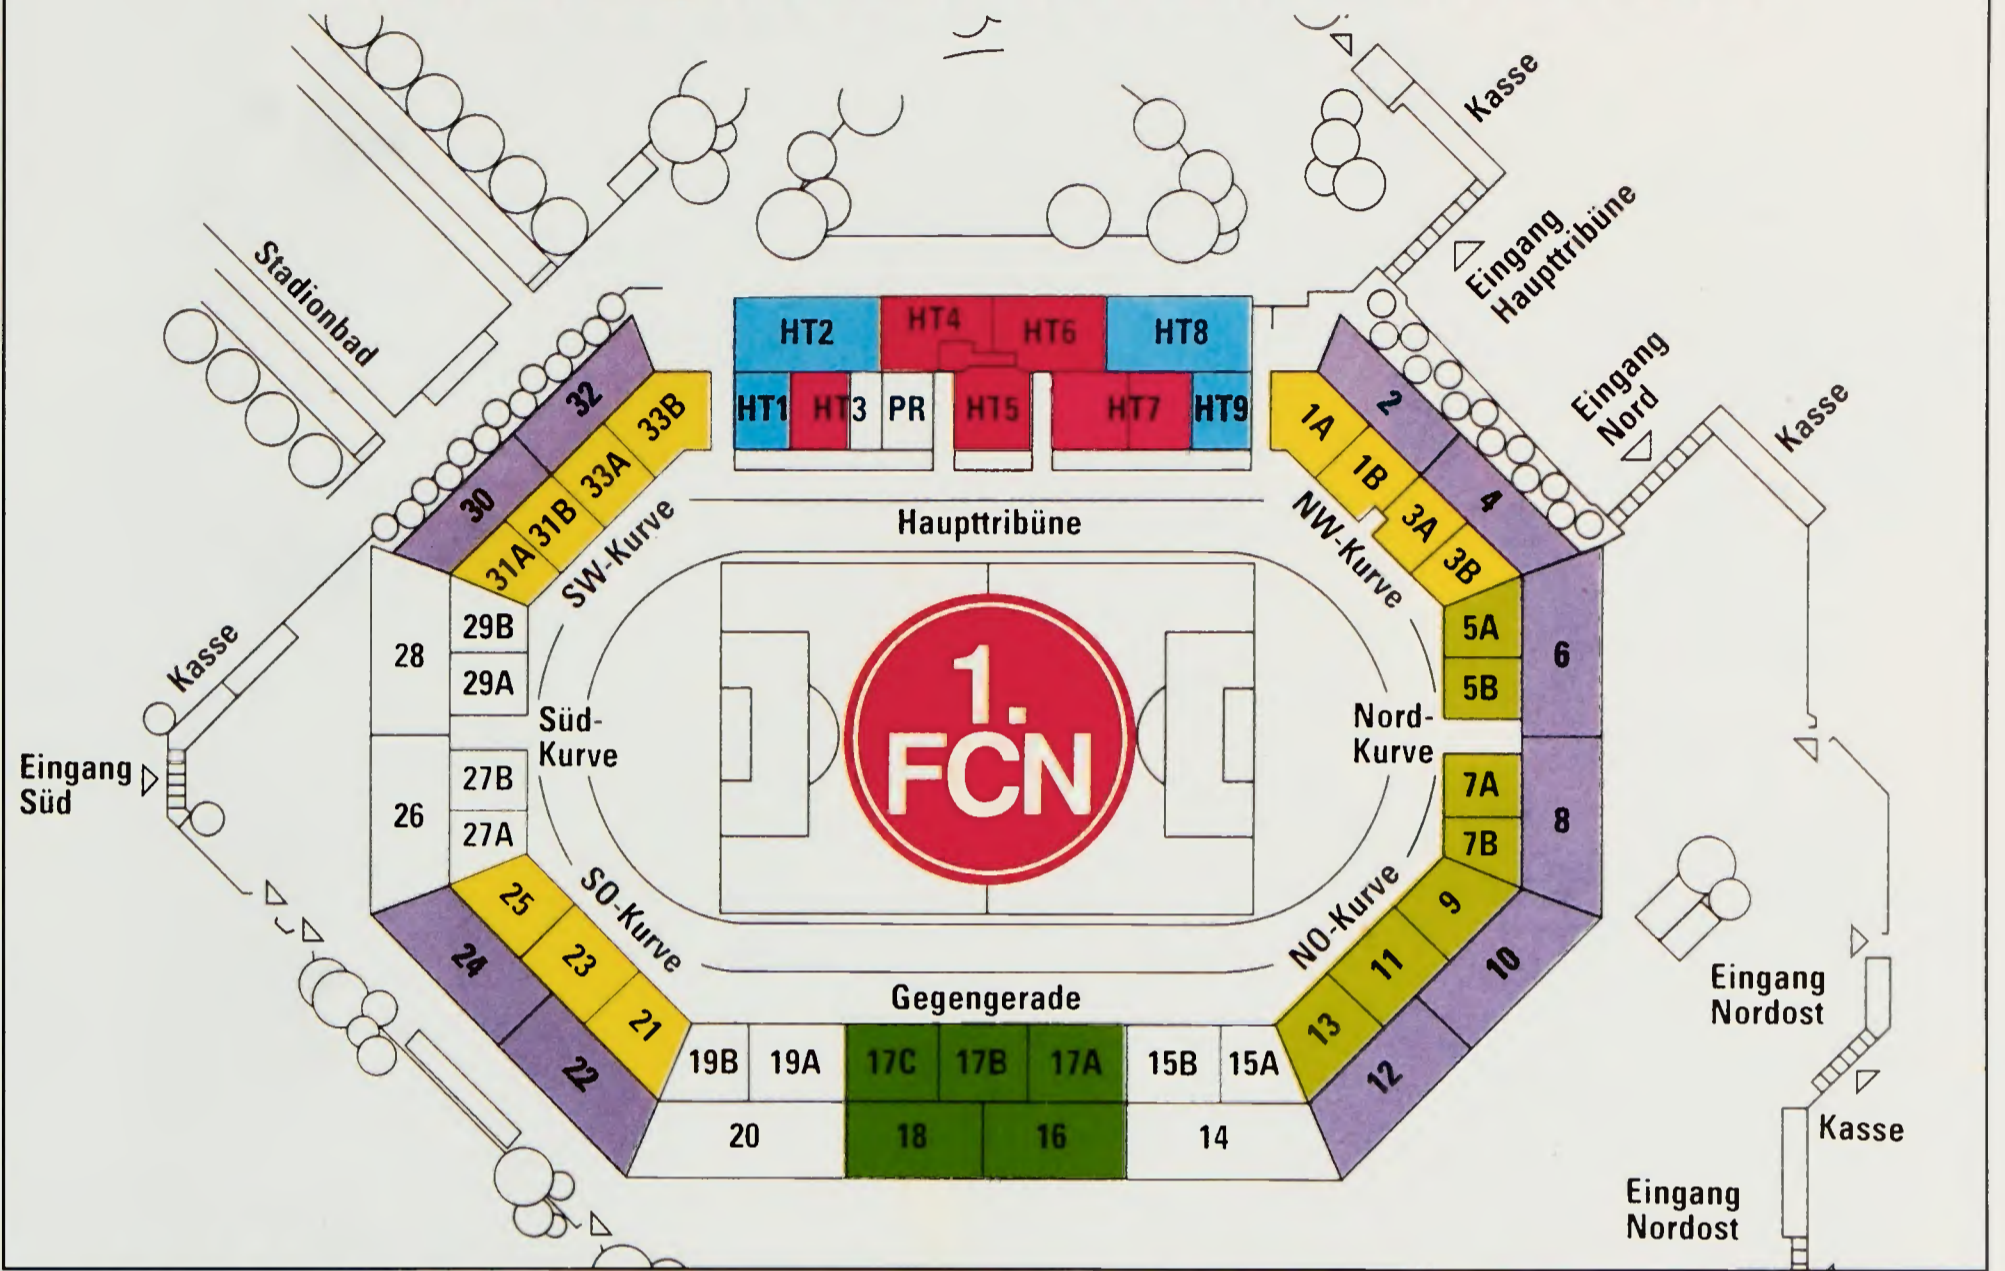 Kasse
Eingang
Haupttribüne
Stadionbad
Eingang
Nord
Kasse
HT2
HT4
HT6
HT8
HT1
HT3
PR
HT5
HT7
HT9
32
33B
30
33A
31B
31A
SW-Kurve
1A
2
1B
4
3A
3B
NW-Kurve
Haupttribüne
28
29B
29A
Süd-
Kurve
27B
26
27A
1.
FCN
5A
5B
6
Nord-
Kurve
7A
7B
8
Kasse
Eingang
Süd
25
SO-Kurve
24
23
21
22
NO-Kurve
9
11
10
13
12
Gegengerade
19B
19A
17C
17B
17A
15B
15A
20
18
16
14
Eingang
Nordost
Kasse
Eingang
Nordost